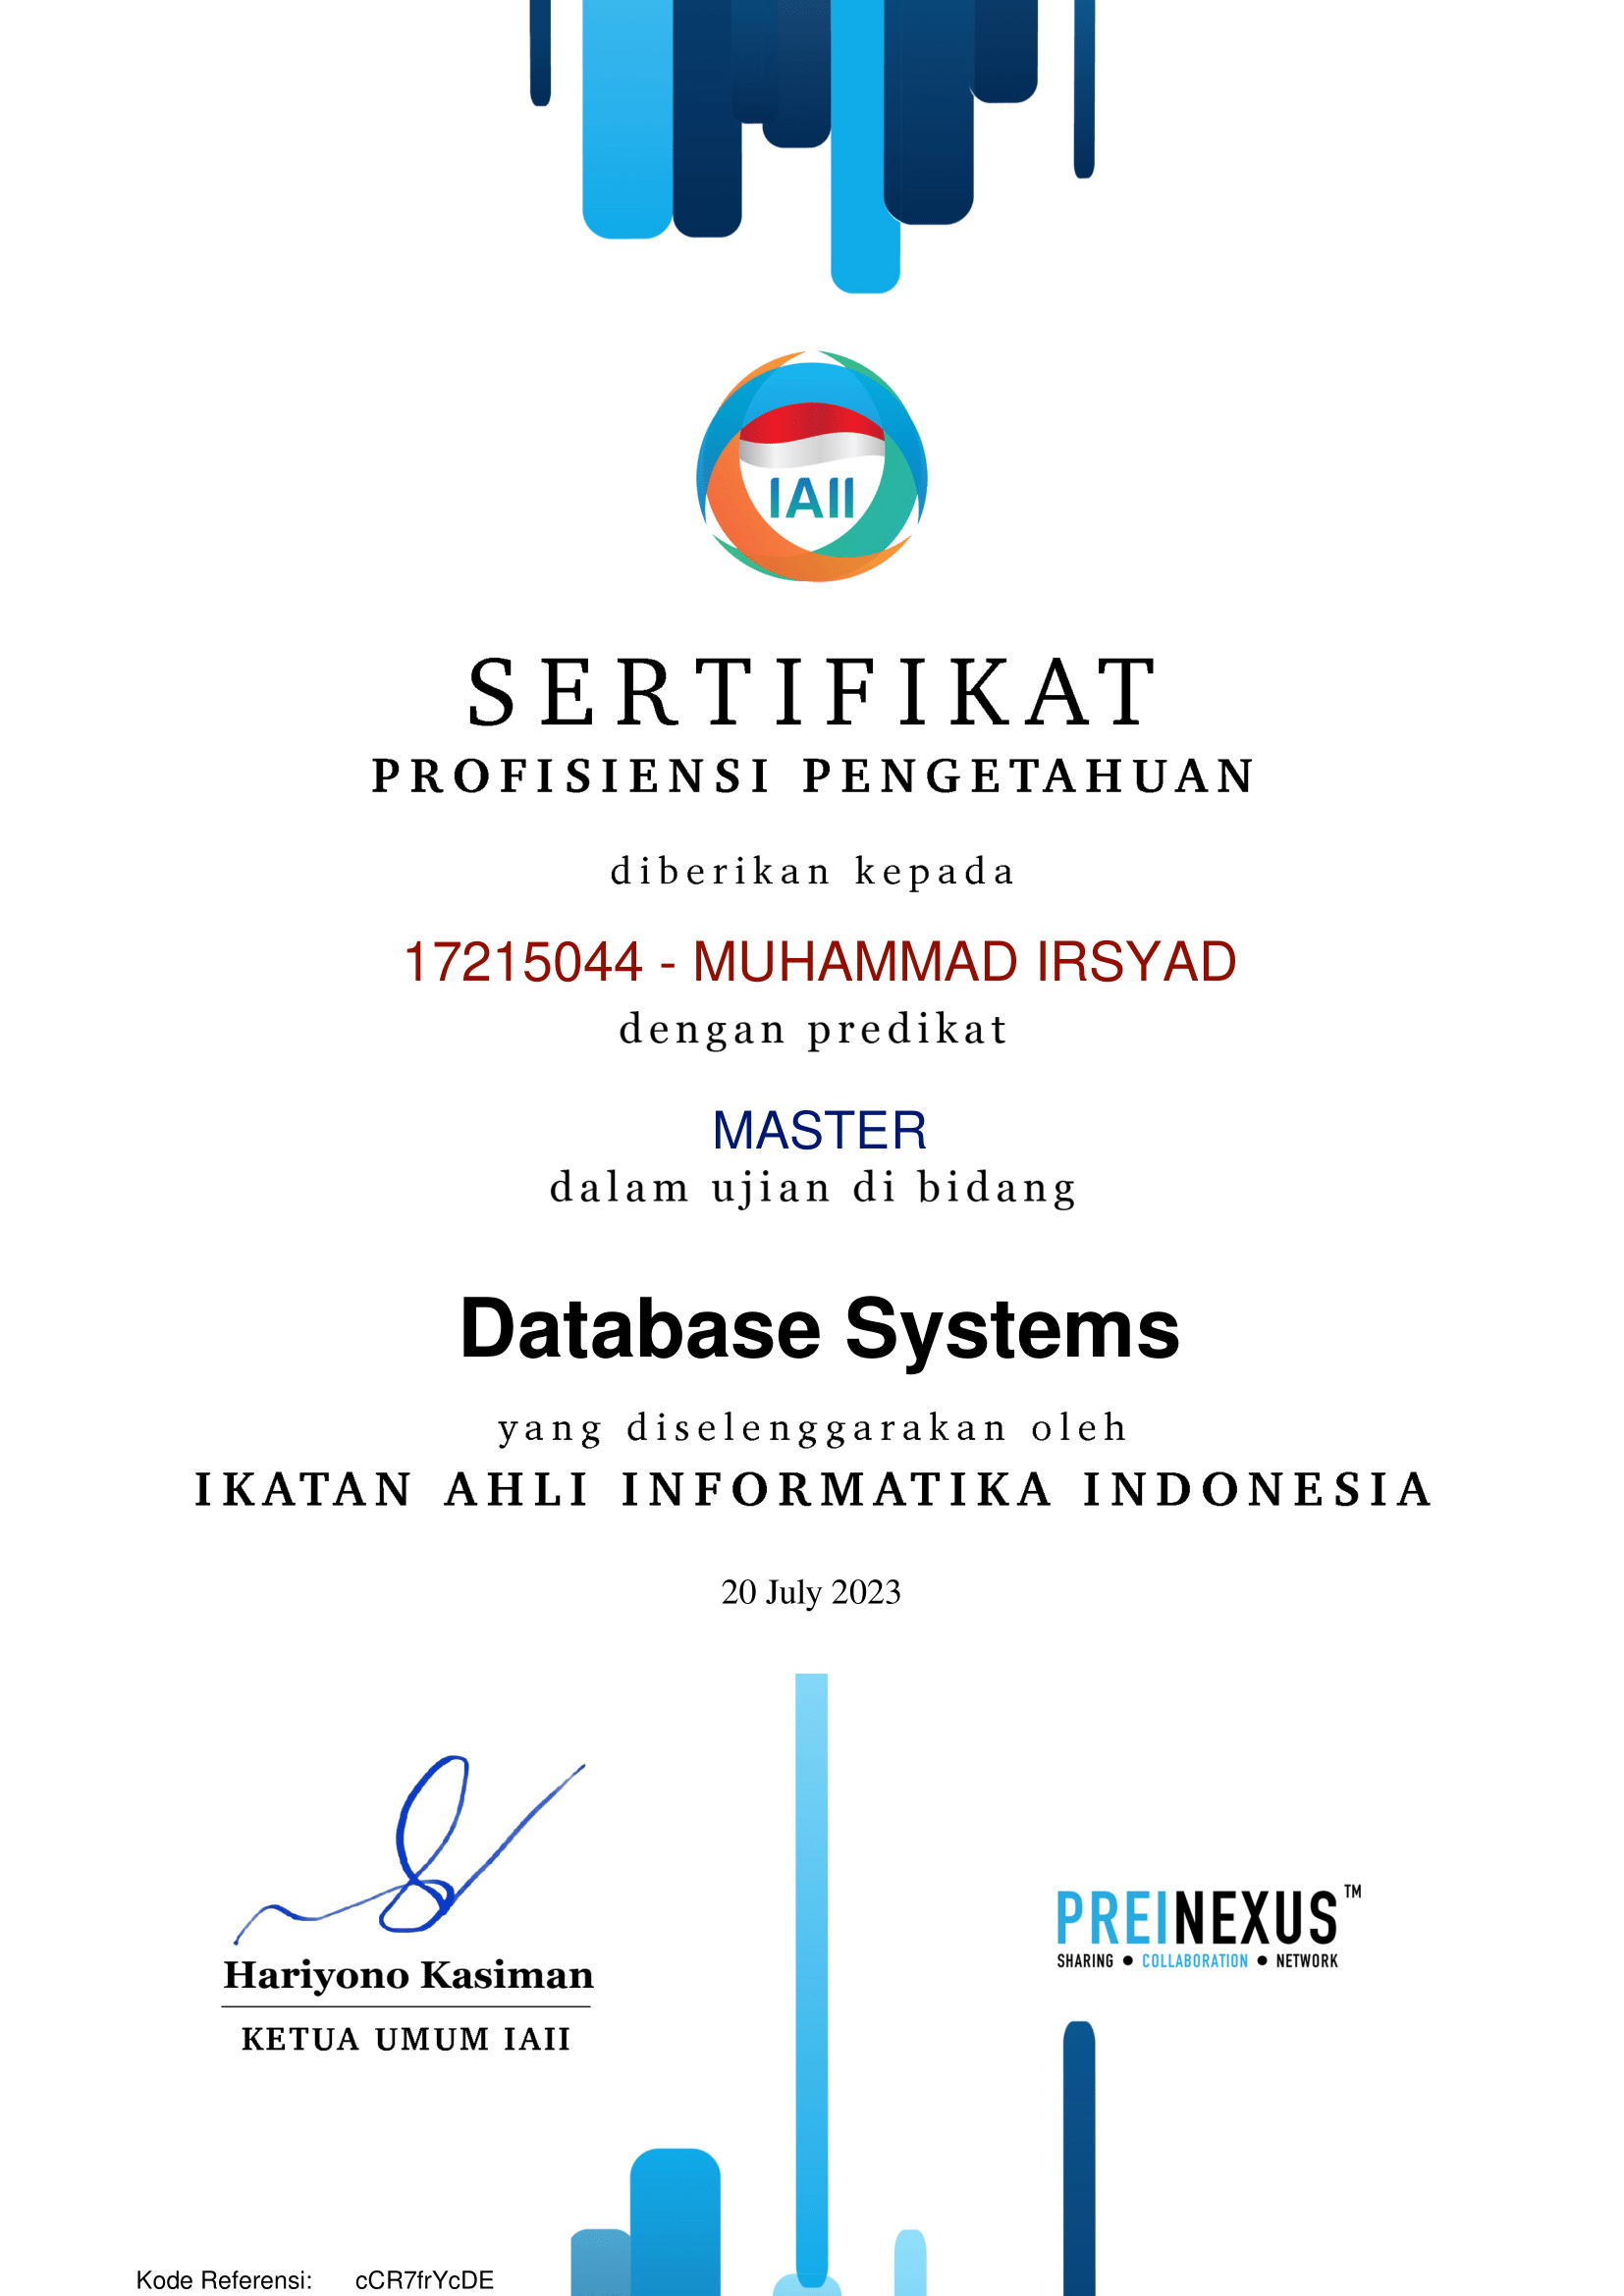 IAII
SERTIFIKAT
PROFISIENSI PENGETAHUAN
diberikan kepada
17215044 - MUHAMMAD IRSYAD
dengan predikat
MASTER
dalam ujian di bidang
Database Systems
yang diselenggarakan oleh
IKATAN AHLI INFORMATIKA INDONESIA
20 July 2023
Hariyono Kasiman
KETUA UMUM IAII
PREINEXUS™
SHARING ● COLLABORATION ● NETWORK
Kode Referensi: cCR7frYcDE